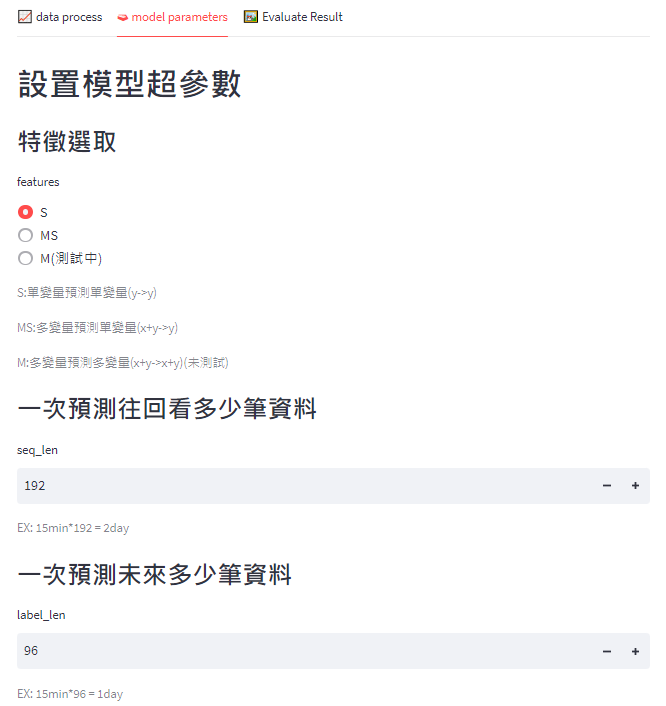 data process model parameters Evaluate Result
設置模型超參數
特徵選取
features
S
MS
M(測試中)
S:單變量預測單變量(y->y)
MS:多變量預測單變量(x+y->y)
M:多變量預測多變量(x+y->x+y)(未測試)
一次預測往回看多少筆資料
seq_len
192
EX: 15min*192 = 2day
一次預測未來多少筆資料
label_len
96
EX: 15min*96 = 1day